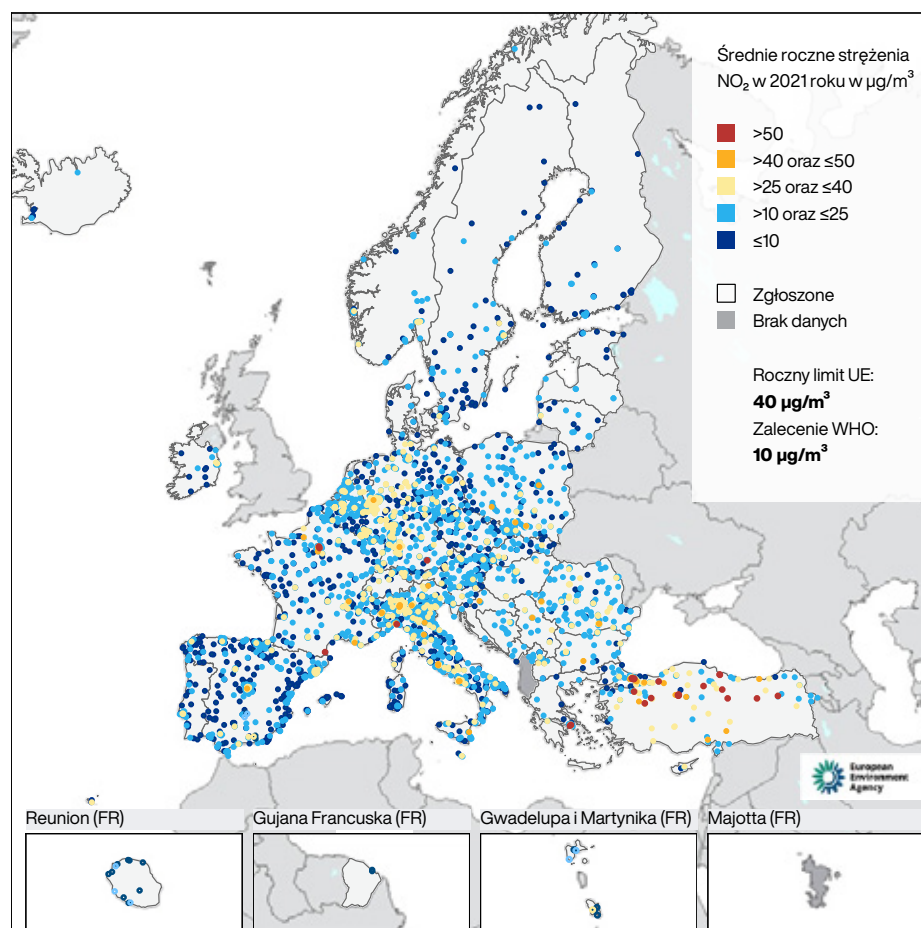 Średnie roczne strężenia
NO₂ w 2021 roku w µg/m³
>50
>40 oraz ≤50
>25 oraz ≤40
>10 oraz ≤25
≤10
Zgłoszone
Brak danych
Roczny limit UE:
40 µg/m³
Zalecenie WHO:
10 µg/m³
European
Environment
Agency
Reunion (FR)
Gujana Francuska (FR)
Gwadelupa i Martynika (FR)
Majotta (FR)